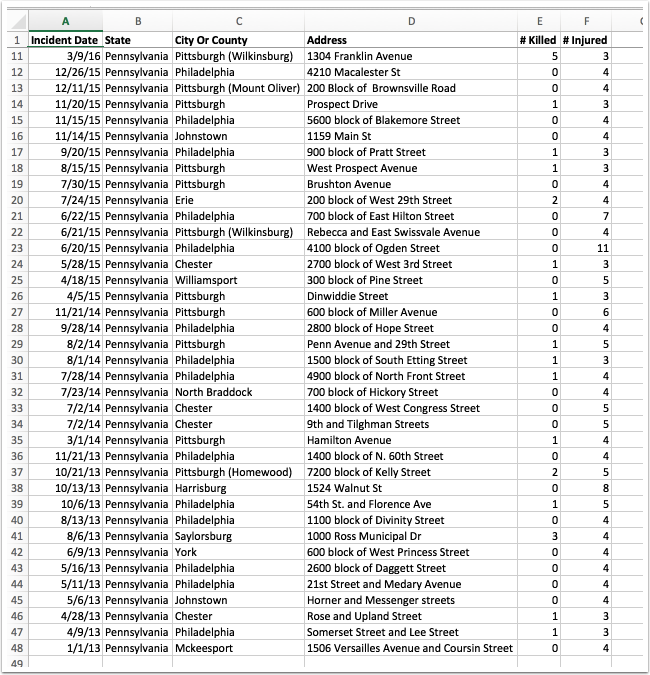 A B C D E F
1 Incident Date State City Or County Address # Killed # Injured
11 3/9/16 Pennsylvania Pittsburgh (Wilkinsburg) 1304 Franklin Avenue 5 3
12 12/26/15 Pennsylvania Philadelphia 4210 Macalester St 0 4
13 12/11/15 Pennsylvania Pittsburgh (Mount Oliver) 200 Block of Brownsville Road 0 4
14 11/20/15 Pennsylvania Pittsburgh Prospect Drive 1 3
15 11/15/15 Pennsylvania Philadelphia 5600 block of Blakemore Street 0 4
16 11/14/15 Pennsylvania Johnstown 1159 Main St 0 4
17 9/20/15 Pennsylvania Philadelphia 900 block of Pratt Street 1 3
18 8/15/15 Pennsylvania Pittsburgh West Prospect Avenue 1 3
19 7/30/15 Pennsylvania Pittsburgh Brushton Avenue 0 4
20 7/24/15 Pennsylvania Erie 200 block of West 29th Street 2 4
21 6/22/15 Pennsylvania Philadelphia 700 block of East Hilton Street 0 7
22 6/21/15 Pennsylvania Pittsburgh (Wilkinsburg) Rebecca and East Swissvale Avenue 0 4
23 6/20/15 Pennsylvania Philadelphia 4100 block of Ogden Street 0 11
24 5/28/15 Pennsylvania Chester 2700 block of West 3rd Street 1 3
25 4/18/15 Pennsylvania Williamsport 300 block of Pine Street 0 5
26 4/5/15 Pennsylvania Pittsburgh Dinwiddie Street 1 3
27 11/21/14 Pennsylvania Pittsburgh 600 block of Miller Avenue 0 6
28 9/28/14 Pennsylvania Philadelphia 2800 block of Hope Street 0 4
29 8/2/14 Pennsylvania Pittsburgh Penn Avenue and 29th Street 1 5
30 8/1/14 Pennsylvania Philadelphia 1500 block of South Etting Street 1 3
31 7/28/14 Pennsylvania Philadelphia 4900 block of North Front Street 1 4
32 7/23/14 Pennsylvania North Braddock 700 block of Hickory Street 0 4
33 7/2/14 Pennsylvania Chester 1400 block of West Congress Street 0 5
34 7/2/14 Pennsylvania Chester 9th and Tilghman Streets 0 5
35 3/1/14 Pennsylvania Pittsburgh Hamilton Avenue 1 4
36 11/21/13 Pennsylvania Philadelphia 1400 block of N. 60th Street 0 4
37 10/21/13 Pennsylvania Pittsburgh (Homewood) 7200 block of Kelly Street 2 5
38 10/13/13 Pennsylvania Harrisburg 1524 Walnut St 0 8
39 10/6/13 Pennsylvania Philadelphia 54th St. and Florence Ave 1 5
40 8/13/13 Pennsylvania Philadelphia 1100 block of Divinity Street 0 4
41 8/6/13 Pennsylvania Saylorsburg 1000 Ross Municipal Dr 3 4
42 6/9/13 Pennsylvania York 600 block of West Princess Street 0 4
43 5/16/13 Pennsylvania Philadelphia 2600 block of Daggett Street 0 4
44 5/11/13 Pennsylvania Philadelphia 21st Street and Medary Avenue 0 4
45 5/6/13 Pennsylvania Johnstown Horner and Messenger streets 0 4
46 4/28/13 Pennsylvania Chester Rose and Upland Street 1 3
47 4/9/13 Pennsylvania Philadelphia Somerset Street and Lee Street 1 3
48 1/1/13 Pennsylvania Mckeesport 1506 Versailles Avenue and Coursin Street 0 4
49